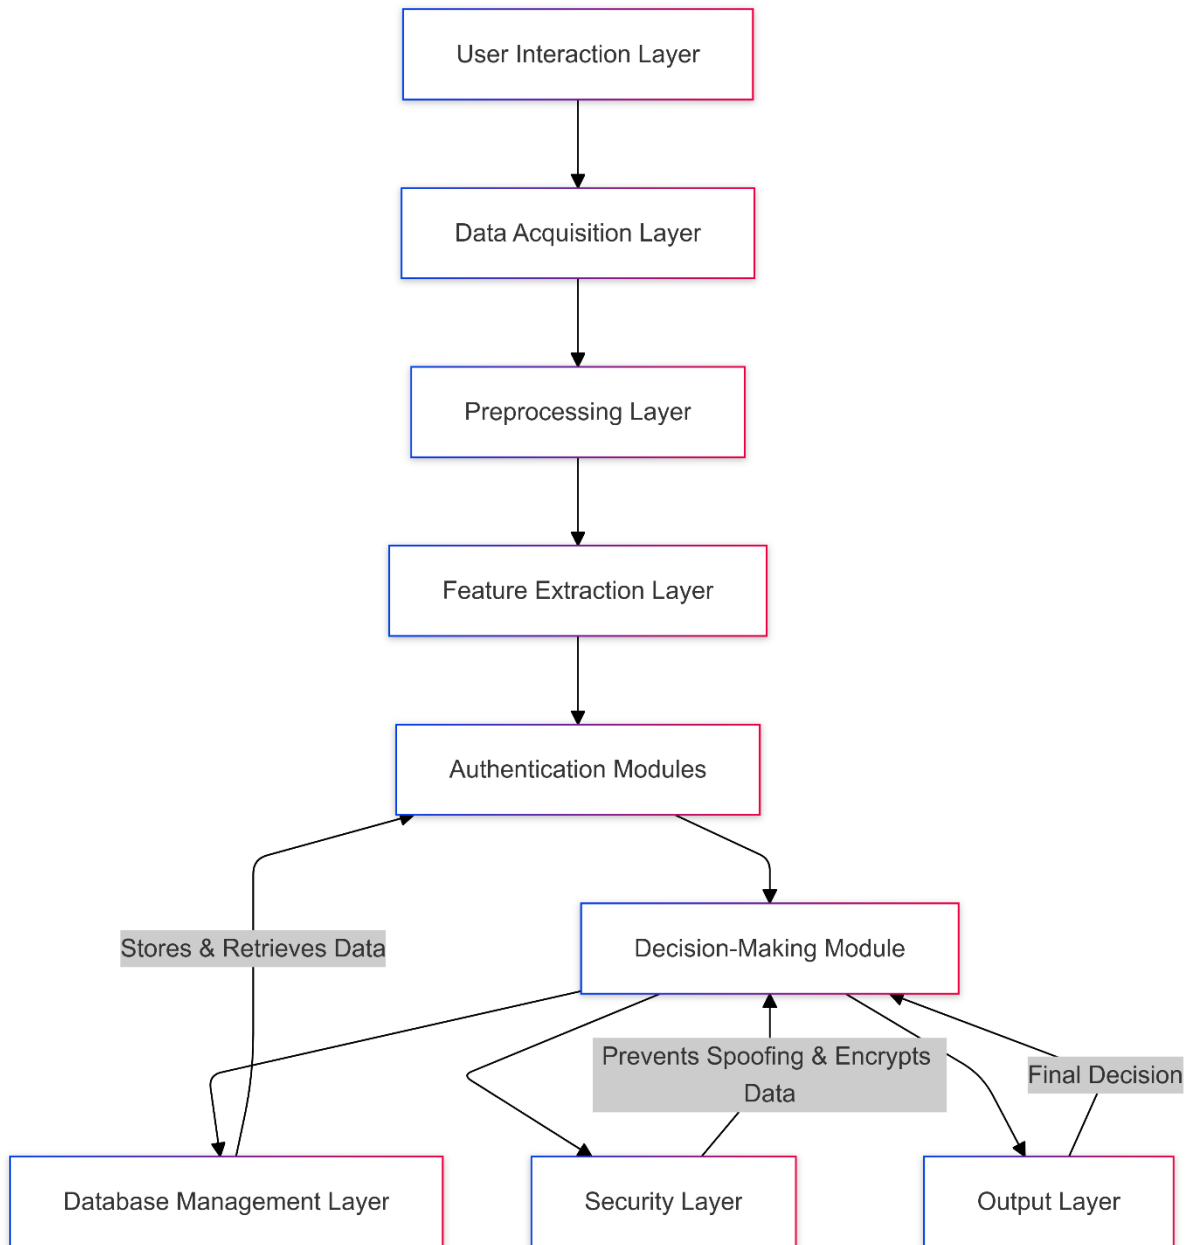 User Interaction Layer
Data Acquisition Layer
Preprocessing Layer
Feature Extraction Layer
Authentication Modules
Stores & Retrieves Data
Decision-Making Module
Prevents Spoofing & Encrypts
Data
Final Decision
Database Management Layer
Security Layer
Output Layer